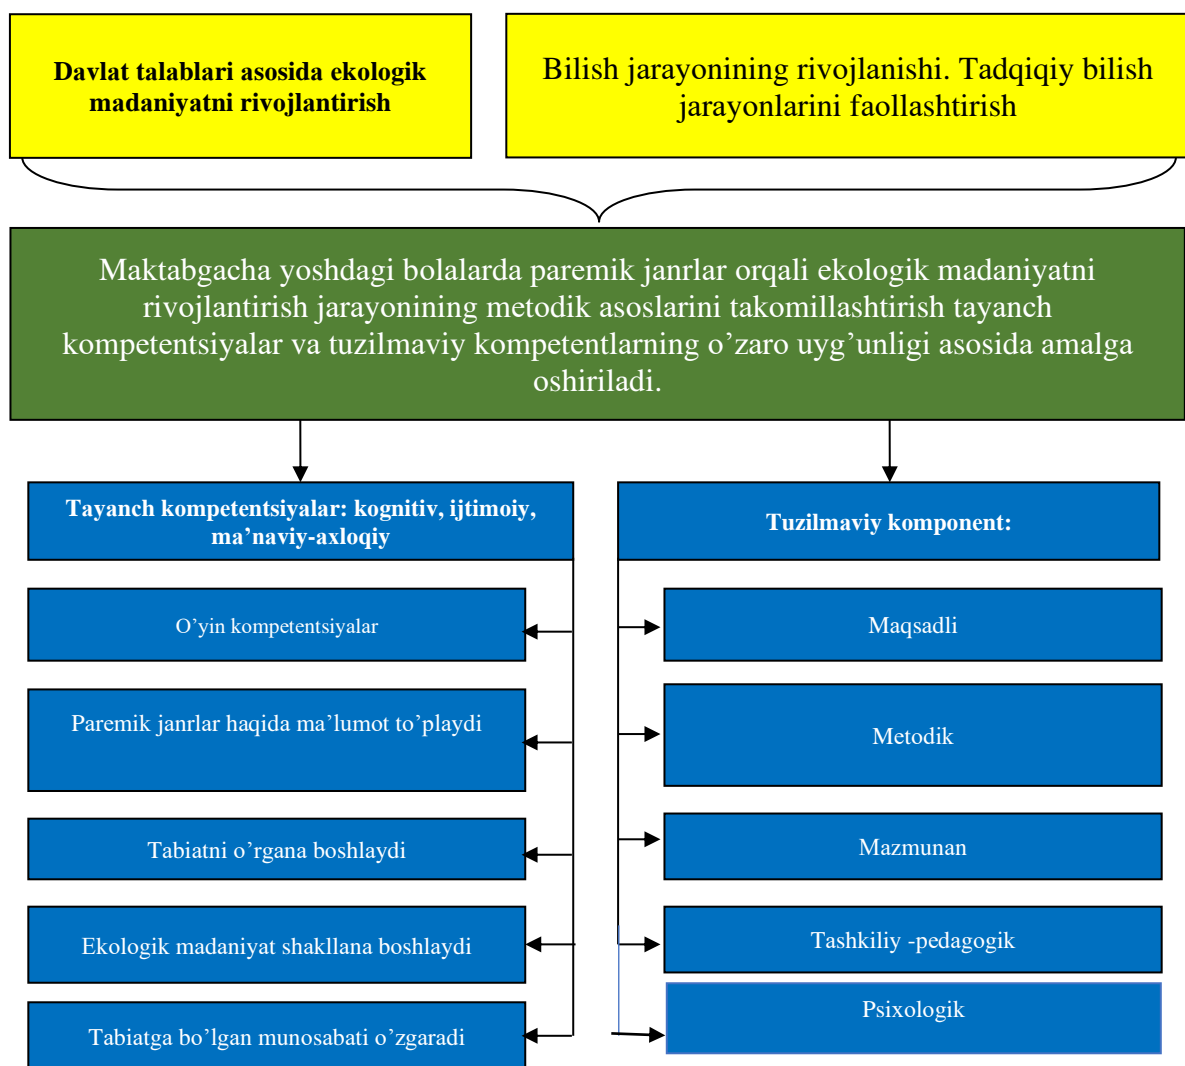 Davlat talablari asosida ekologik
madaniyatni rivojlantirish
Bilish jarayonining rivojlanishi. Tadqiqiy bilish
jarayonlarini faollashtirish
Maktabgacha yoshdagi bolalarda paremik janrlar orqali ekologik madaniyatni
rivojlantirish jarayonining metodik asoslarini takomillashtirish tayanch
kompetentsiyalar va tuzilmaviy kompetentlarning o’zaro uyg’unligi asosida amalga
oshiriladi.
Tayanch kompetentsiyalar: kognitiv, ijtimoiy,
ma’naviy-axloqiy
O’yin kompetentsiyalar
Paremik janrlar haqida ma’lumot to’playdi
Tabiatni o’rgana boshlaydi
Ekologik madaniyat shakllana boshlaydi
Tabiatga bo’lgan munosabati o’zgaradi
Tuzilmaviy komponent:
Maqsadli
Metodik
Mazmunan
Tashkiliy -pedagogik
Psixologik